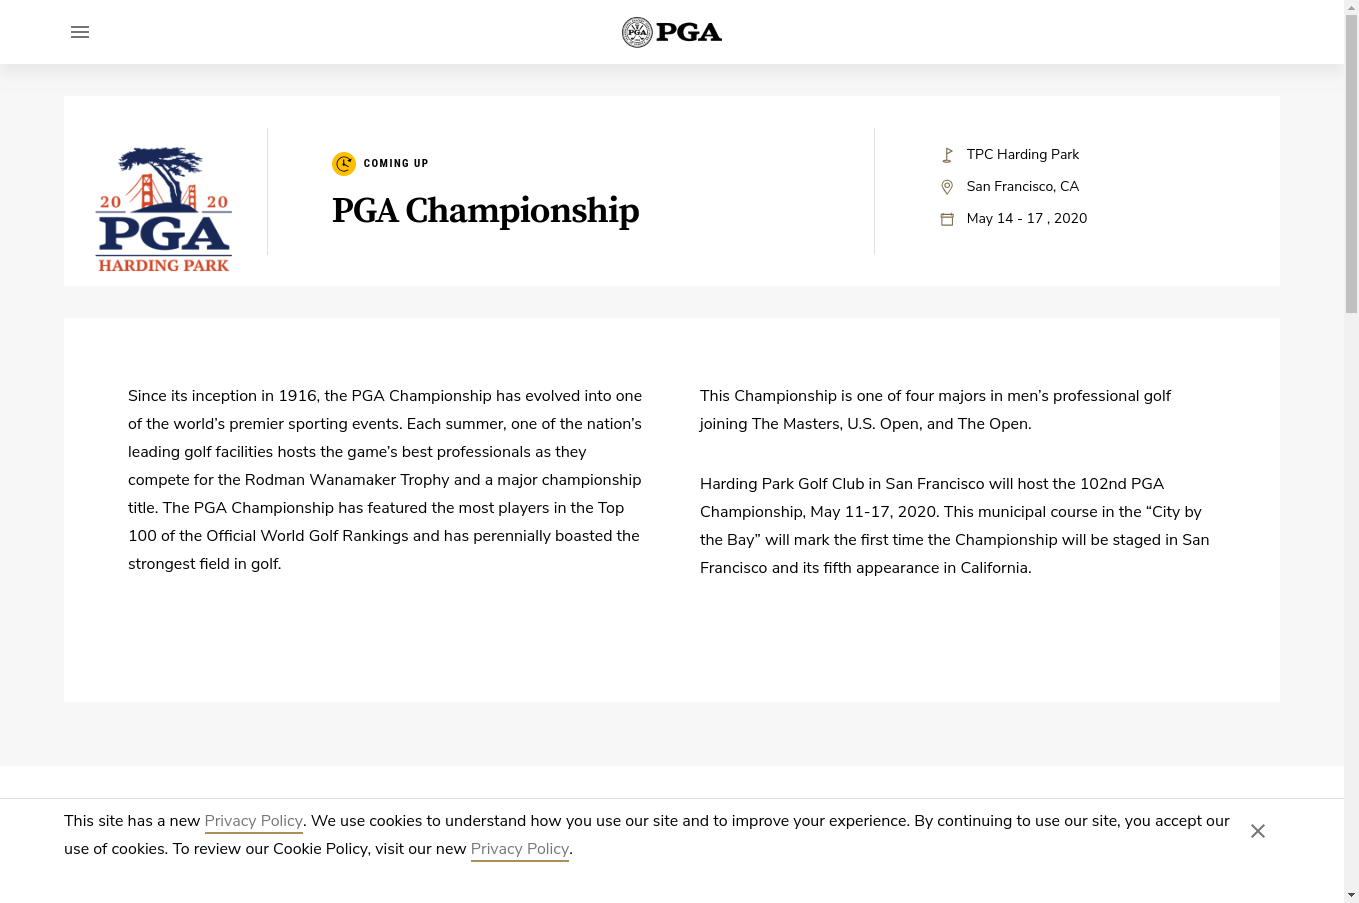 PGA
PGA
20 20
PGA
HARDING PARK
COMING UP
PGA Championship
TPC Harding Park
San Francisco, CA
May 14 - 17 , 2020
Since its inception in 1916, the PGA Championship has evolved into one
of the world’s premier sporting events. Each summer, one of the nation’s
leading golf facilities hosts the game’s best professionals as they
compete for the Rodman Wanamaker Trophy and a major championship
title. The PGA Championship has featured the most players in the Top
100 of the Official World Golf Rankings and has perennially boasted the
strongest field in golf.
This Championship is one of four majors in men’s professional golf
joining The Masters, U.S. Open, and The Open.
Harding Park Golf Club in San Francisco will host the 102nd PGA
Championship, May 11-17, 2020. This municipal course in the “City by
the Bay” will mark the first time the Championship will be staged in San
Francisco and its fifth appearance in California.
This site has a new Privacy Policy. We use cookies to understand how you use our site and to improve your experience. By continuing to use our site, you accept our
use of cookies. To review our Cookie Policy, visit our new Privacy Policy.